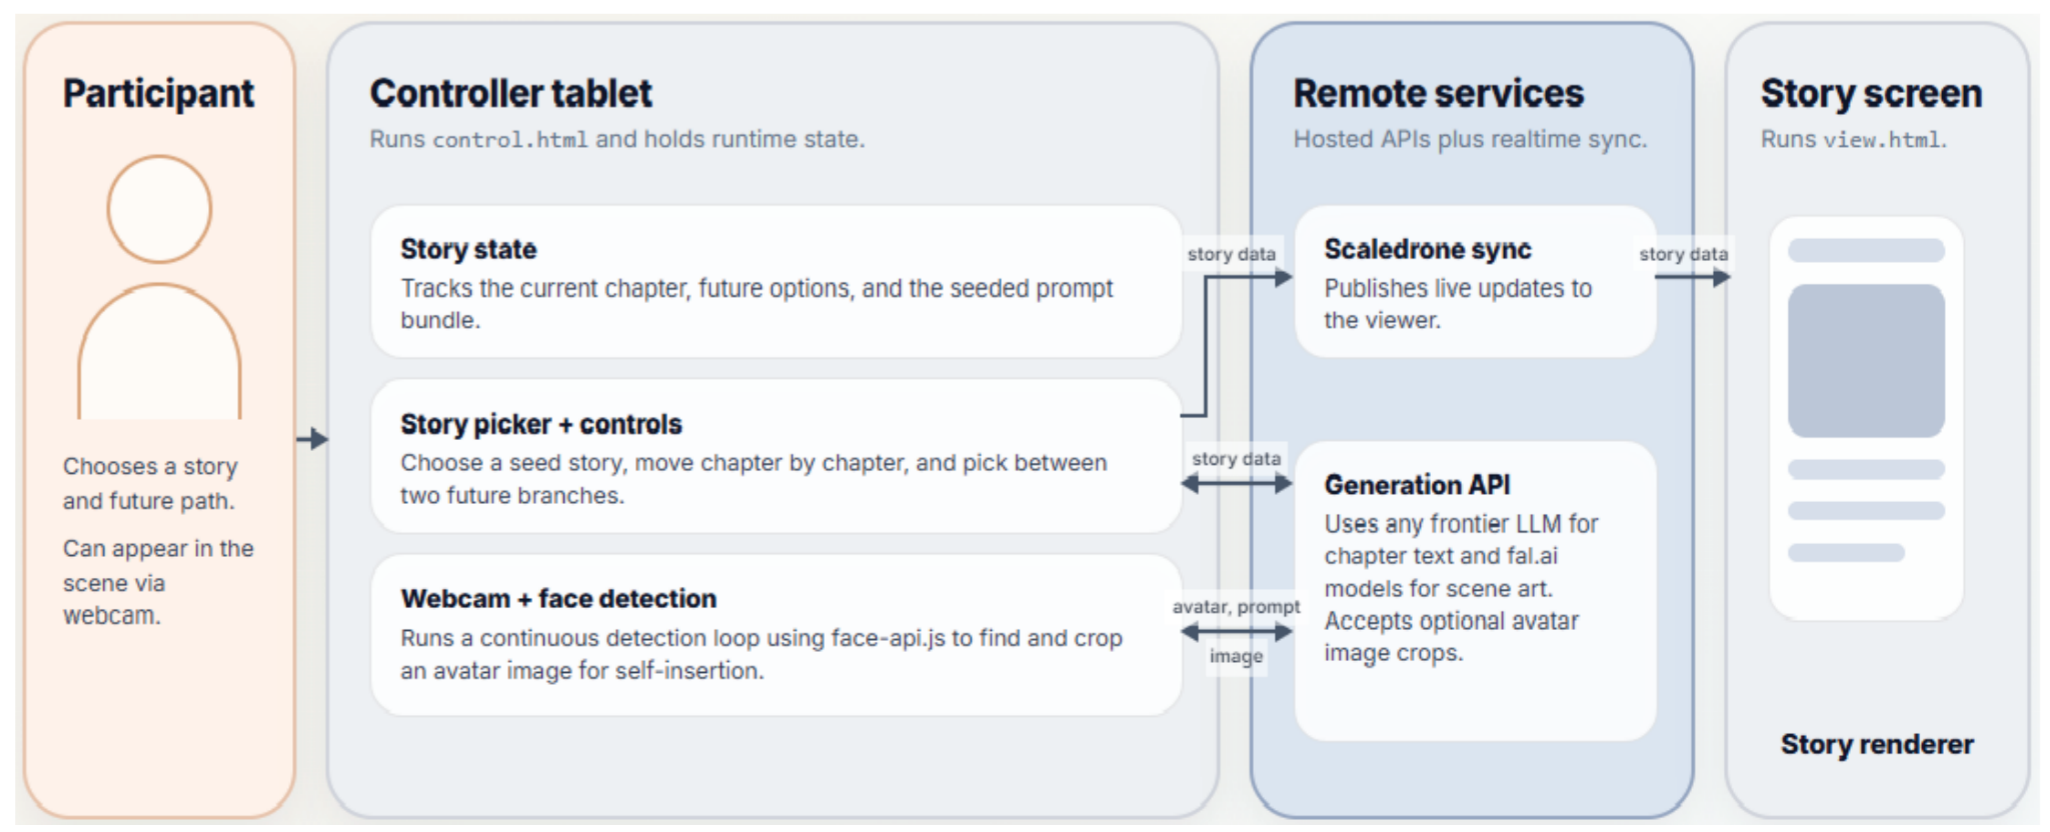 Participant
Chooses a story
and future path.
Can appear in the
scene via
webcam.
Controller tablet
Runs control.html and holds runtime state.
Story state
Tracks the current chapter, future options, and the seeded prompt
bundle.
Story picker + controls
Choose a seed story, move chapter by chapter, and pick between
two future branches.
Webcam + face detection
Runs a continuous detection loop using face-api.js to find and crop
an avatar image for self-insertion.
story data
story data
avatar, prompt
image
Remote services
Hosted APIs plus realtime sync.
Scaledrone sync
Publishes live updates to
the viewer.
Generation API
Uses any frontier LLM for
chapter text and fal.ai
models for scene art.
Accepts optional avatar
image crops.
story data
Story screen
Runs view.html.
Story renderer